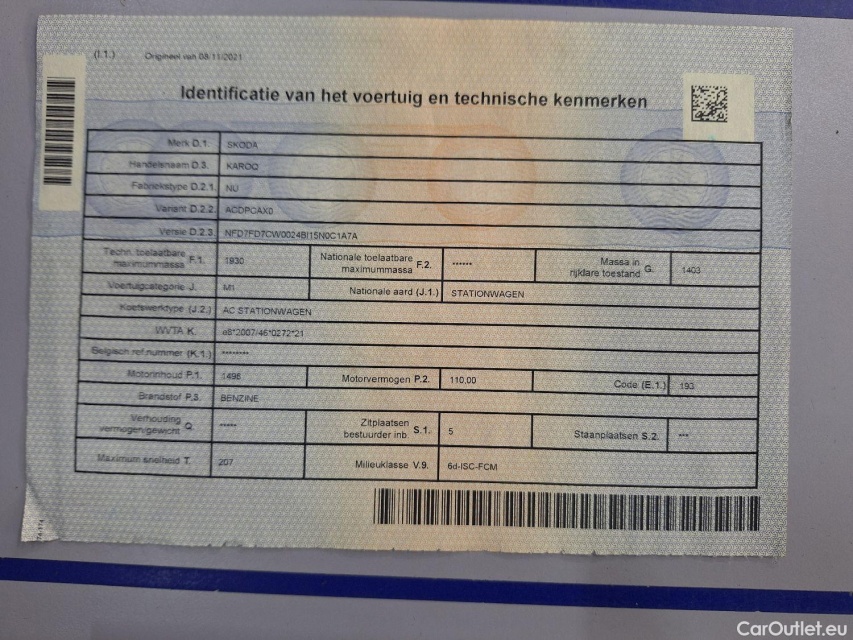 (I.1.) Origineel van 08/11/2021
Identificatie van het voertuig en technische kenmerken
Merk D.1. SKODA
Handelsnaam D.3. KAROQ
Fabriekstype D.2.1. NU
Variant D.2.2. ACDPCAX0
Versie D.2.3. NFD7FD7CW0024BI15N0C1A7A
Techn. toelaatbare maximummassa F.1. 1930 Nationale toelaatbare maximummassa F.2. ****** Massa in rijklare toestand G. 1403
Voertuigcategorie J. M1 Nationale aard (J.1.) STATIONWAGEN
Koetswerktype (J.2.) AC STATIONWAGEN
WVTA K. e8*2007/46*0272*21
Belgisch ref.nummer (K.1.) ********
Motorinhoud P.1. 1498 Motorvermogen P.2. 110,00 Code (E.1.) 193
Brandstof P.3. BENZINE
Verhouding vermogen/gewicht Q. ***** Zitplaatsen bestuurder inb. S.1. 5 Staanplaatsen S.2. ***
Maximum snelheid T. 207 Milieuklasse V.9. 6d-ISC-FCM
CarOutlet.eu